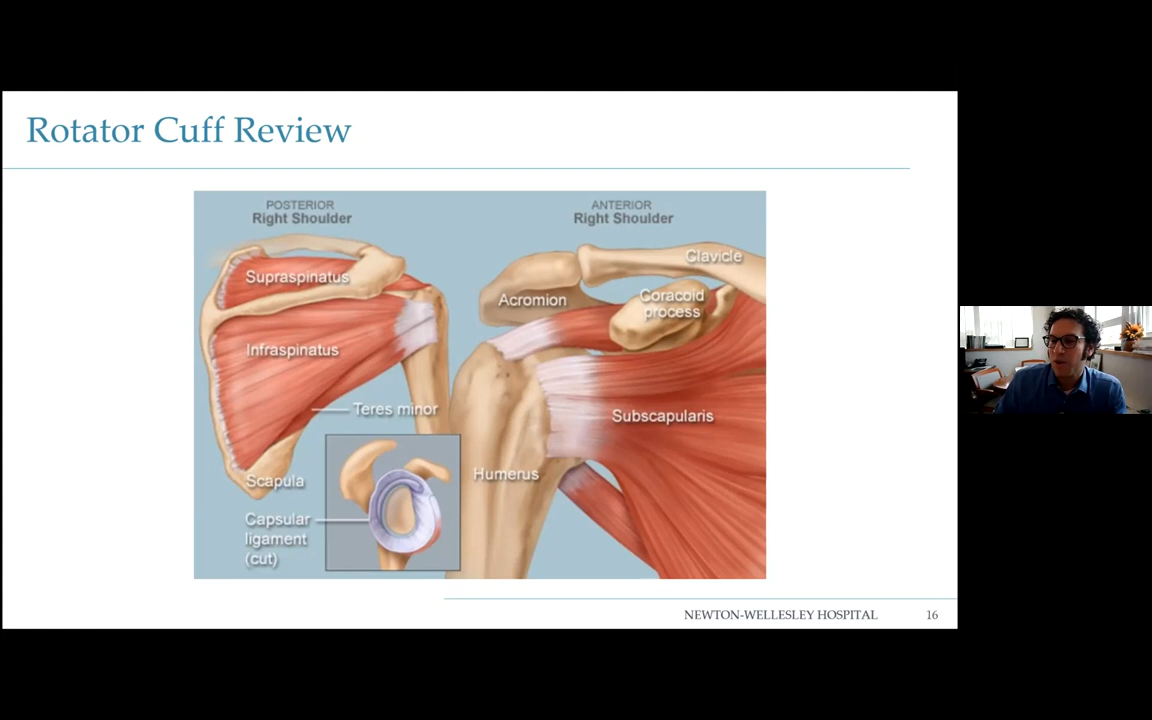 Rotator Cuff Review
POSTERIOR
Right Shoulder
Supraspinatus
Infraspinatus
Teres minor
Scapula
Capsular
ligament
(cut)
ANTERIOR
Right Shoulder
Clavicle
Acromion
Coracoid
process
Subscapularis
Humerus
NEWTON-WELLESLEY HOSPITAL
16